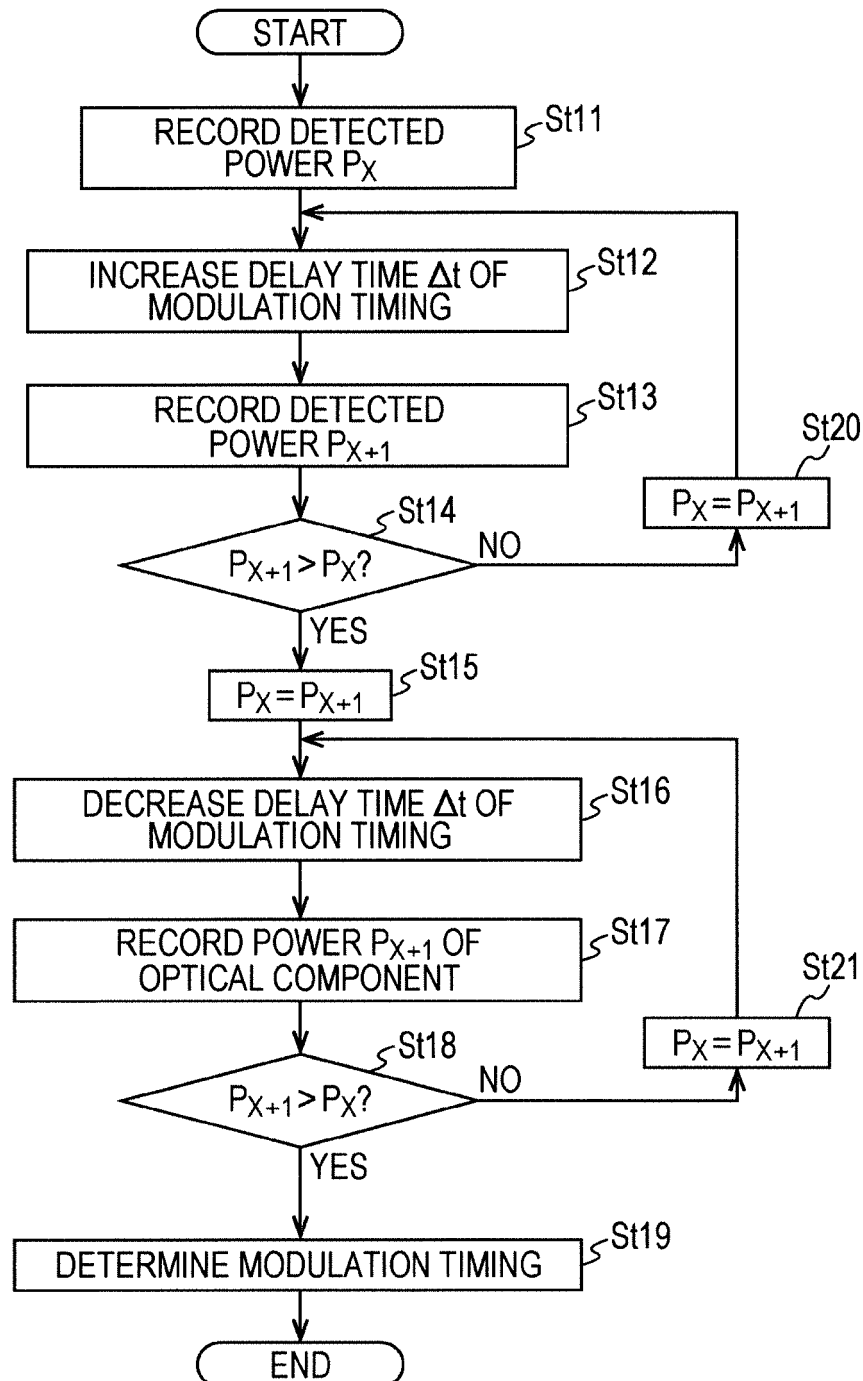 START
RECORD DETECTED
POWER PX
St11
INCREASE DELAY TIME Δt OF
MODULATION TIMING
St12
RECORD DETECTED
POWER PX+1
St13
St20
PX=PX+1
St14
PX+1>PX?
NO
YES
St15
PX=PX+1
DECREASE DELAY TIME Δt OF
MODULATION TIMING
St16
RECORD POWER PX+1 OF
OPTICAL COMPONENT
St17
St21
PX=PX+1
St18
PX+1>PX?
NO
YES
DETERMINE MODULATION TIMING
St19
END